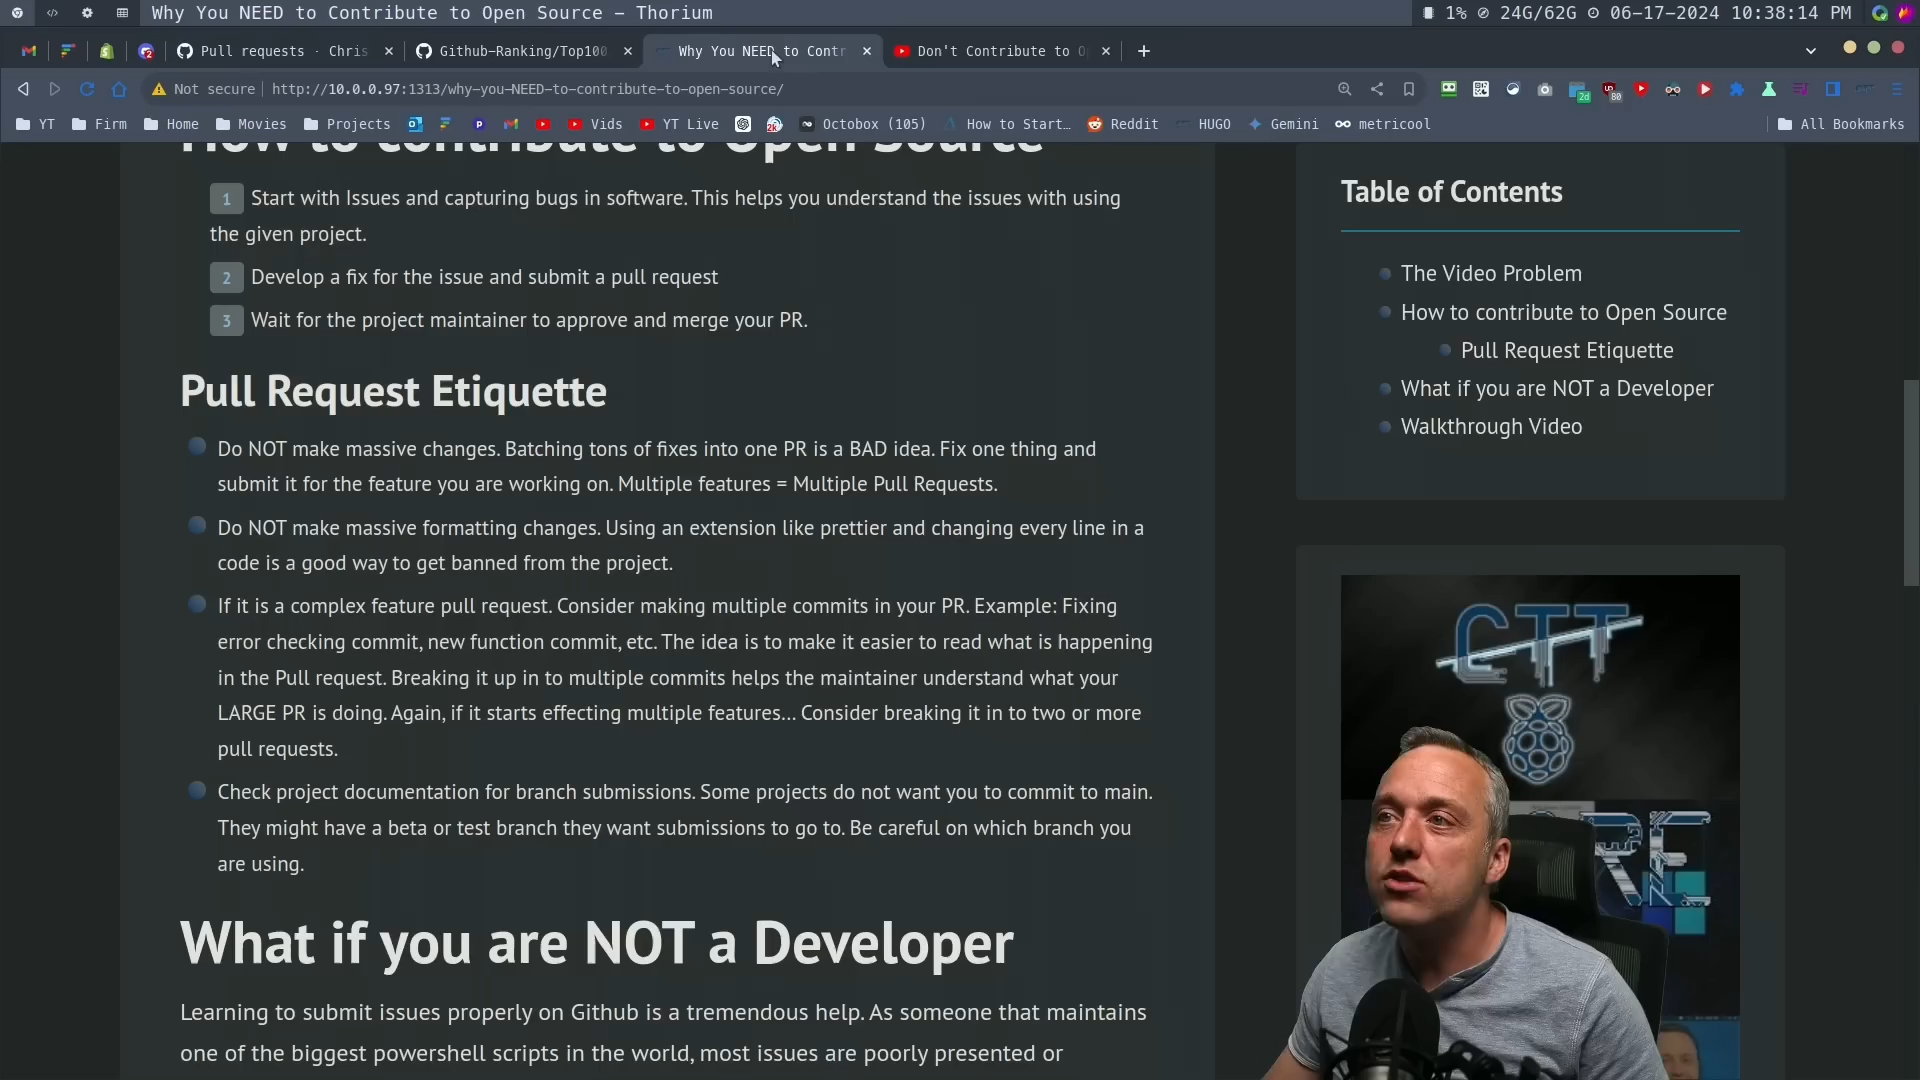 Why You NEED to Contribute to Open Source - Thorium
1% 24G/62G 06-17-2024 10:38:14 PM
Pull requests · Chris
Github-Ranking/Top100
Why You NEED to Contr
Don't Contribute to O
Not secure
http://10.0.0.97:1313/why-you-NEED-to-contribute-to-open-source/
2d
80
YT
Firm
Home
Movies
Projects
Vids
YT Live
2k
Octobox (105)
How to Start…
Reddit
HUGO
Gemini
metricool
All Bookmarks
How to contribute to Open Source
1 Start with Issues and capturing bugs in software. This helps you understand the issues with using
the given project.
2 Develop a fix for the issue and submit a pull request
3 Wait for the project maintainer to approve and merge your PR.
Pull Request Etiquette
Do NOT make massive changes. Batching tons of fixes into one PR is a BAD idea. Fix one thing and
submit it for the feature you are working on. Multiple features = Multiple Pull Requests.
Do NOT make massive formatting changes. Using an extension like prettier and changing every line in a
code is a good way to get banned from the project.
If it is a complex feature pull request. Consider making multiple commits in your PR. Example: Fixing
error checking commit, new function commit, etc. The idea is to make it easier to read what is happening
in the Pull request. Breaking it up in to multiple commits helps the maintainer understand what your
LARGE PR is doing. Again, if it starts effecting multiple features… Consider breaking it in to two or more
pull requests.
Check project documentation for branch submissions. Some projects do not want you to commit to main.
They might have a beta or test branch they want submissions to go to. Be careful on which branch you
are using.
What if you are NOT a Developer
Learning to submit issues properly on Github is a tremendous help. As someone that maintains
one of the biggest powershell scripts in the world, most issues are poorly presented or
Table of Contents
The Video Problem
How to contribute to Open Source
Pull Request Etiquette
What if you are NOT a Developer
Walkthrough Video
CTT